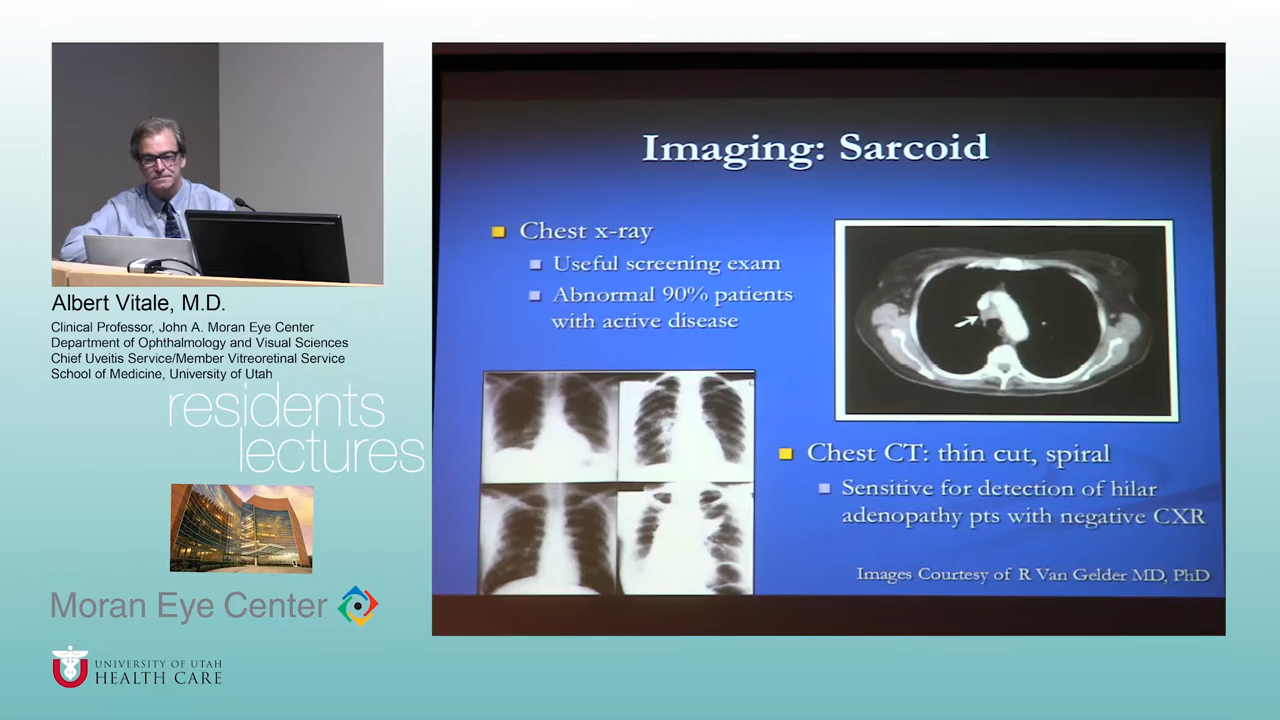 Albert Vitale, M.D.
Clinical Professor, John A. Moran Eye Center
Department of Ophthalmology and Visual Sciences
Chief Uveitis Service/Member Vitreoretinal Service
School of Medicine, University of Utah
residents
lectures
Moran Eye Center
UNIVERSITY OF UTAH
HEALTH CARE
Imaging: Sarcoid
Chest x-ray
Useful screening exam
Abnormal 90% patients
with active disease
Chest CT: thin cut, spiral
Sensitive for detection of hilar
adenopathy pts with negative CXR
Images Courtesy of R Van Gelder MD, PhD